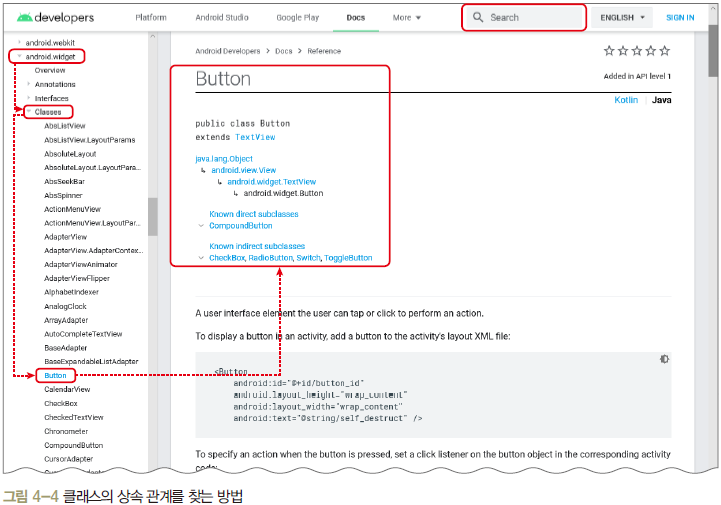 developers
Platform
Android Studio
Google Play
Docs
More
Search
ENGLISH
SIGN IN
android.webkit
android.widget
Overview
Annotations
Interfaces
Classes
AbsListView
AbsListView.LayoutParams
AbsoluteLayout
AbsoluteLayout.LayoutPara...
AbsSeekBar
AbsSpinner
ActionMenuView
ActionMenuView.LayoutPar...
AdapterView
AdapterView.AdapterContex...
AdapterViewAnimator
AdapterViewFlipper
AlphabetIndexer
AnalogClock
ArrayAdapter
AutoCompleteTextView
BaseAdapter
BaseExpandableListAdapter
Button
CalendarView
CheckBox
CheckedTextView
Chronometer
CompoundButton
CursorAdapter
Android Developers > Docs > Reference
Button
Added in API level 1
Kotlin | Java
public class Button
extends TextView
java.lang.Object
↳ android.view.View
↳ android.widget.TextView
↳ android.widget.Button
Known direct subclasses
CompoundButton
Known indirect subclasses
CheckBox, RadioButton, Switch, ToggleButton
A user interface element the user can tap or click to perform an action.
To display a button in an activity, add a button to the activity's layout XML file:
<Button
android:id="@+id/button_id"
android:layout_height="wrap_content"
android:layout_width="wrap_content"
android:text="@string/self_destruct" />
To specify an action when the button is pressed, set a click listener on the button object in the corresponding activity
code:
그림 4-4 클래스의 상속 관계를 찾는 방법